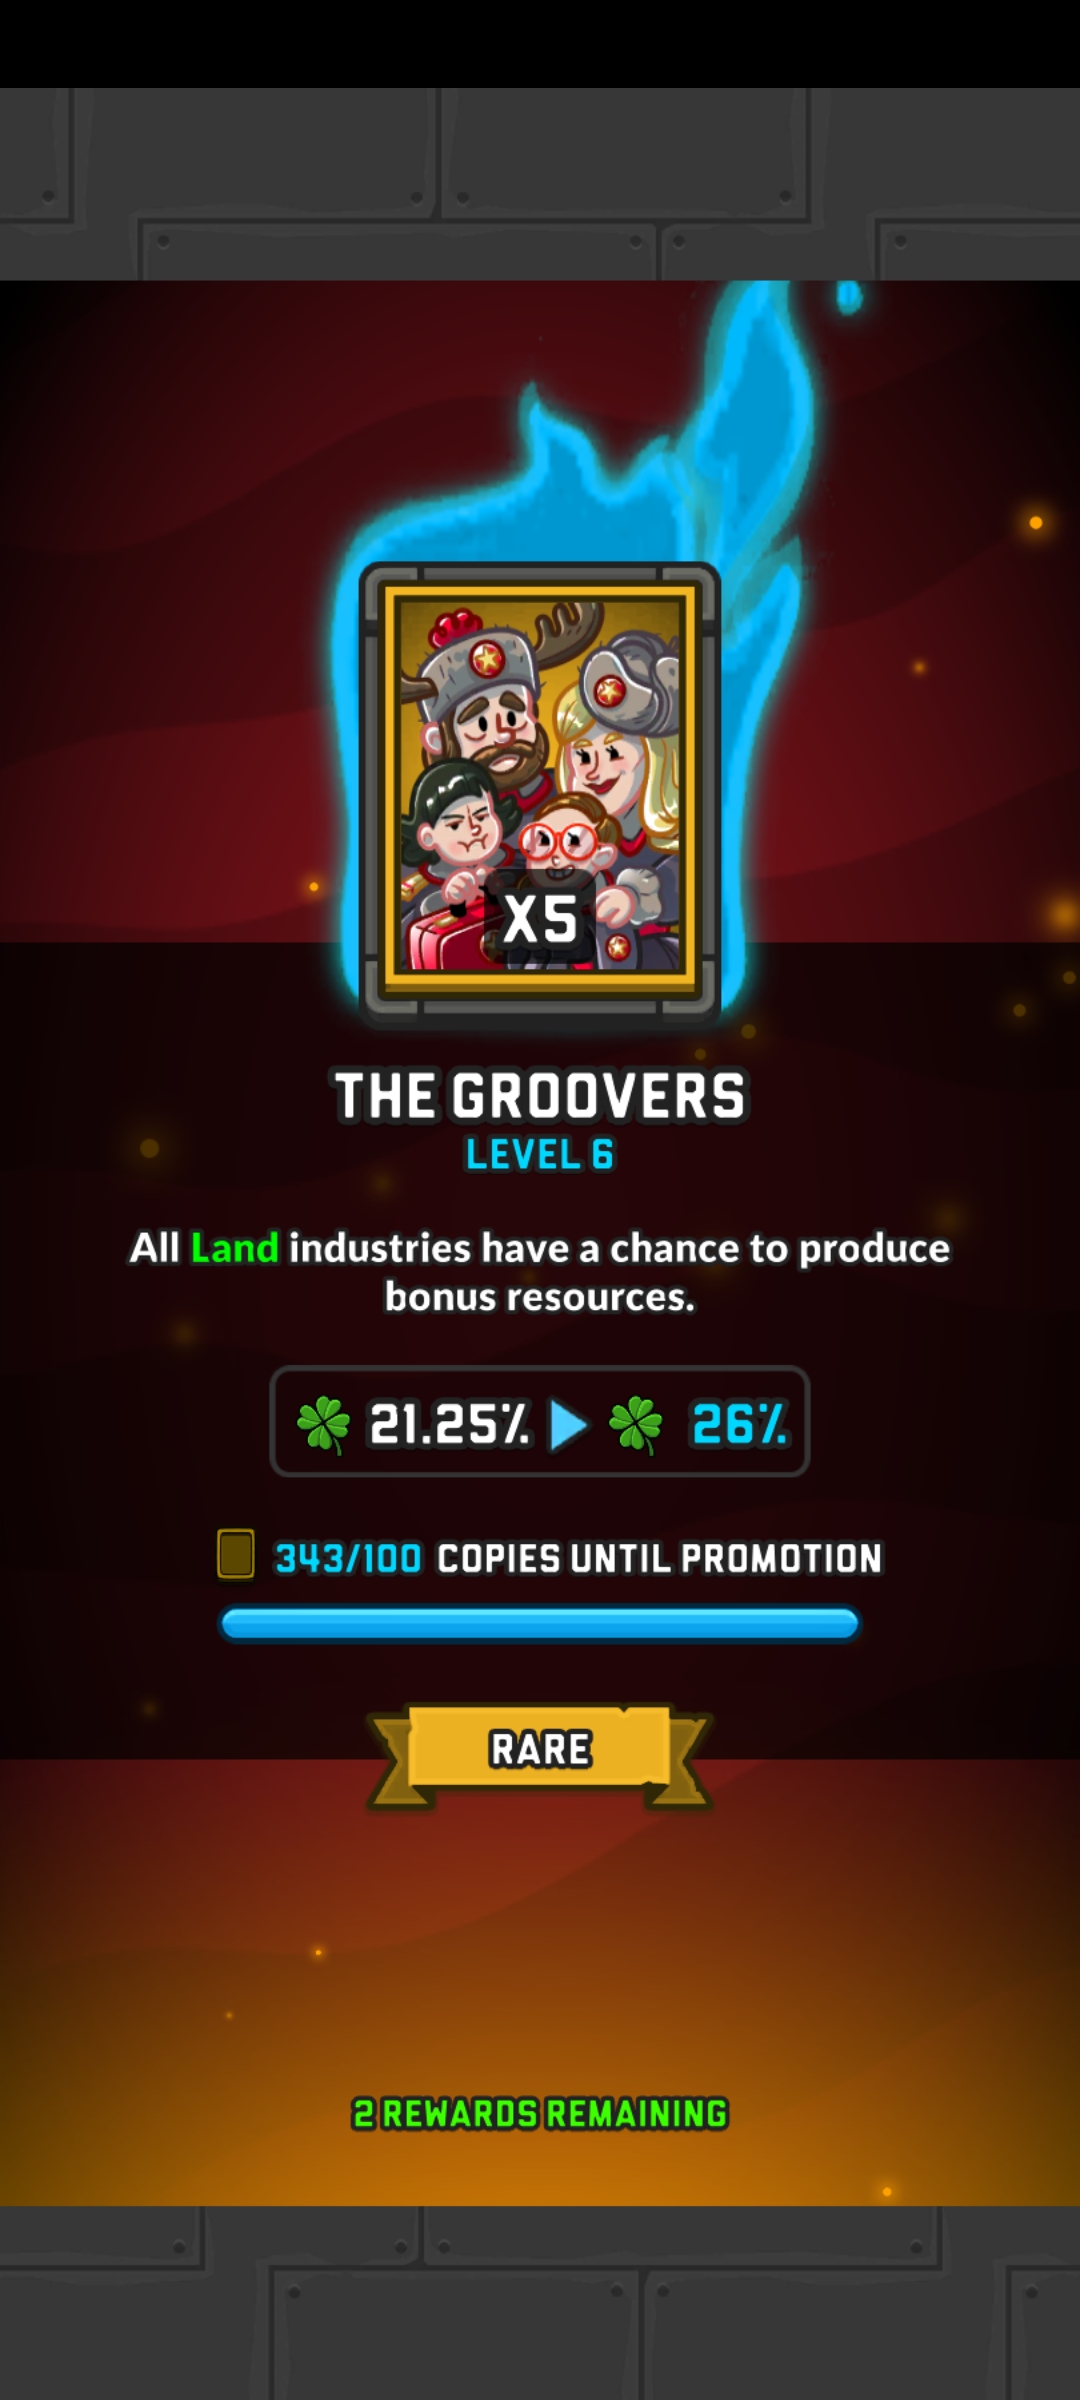 X5
THE GROOVERS
LEVEL 6
All Land industries have a chance to produce
bonus resources.
21.25% 26%
343/100 COPIES UNTIL PROMOTION
RARE
2 REWARDS REMAINING